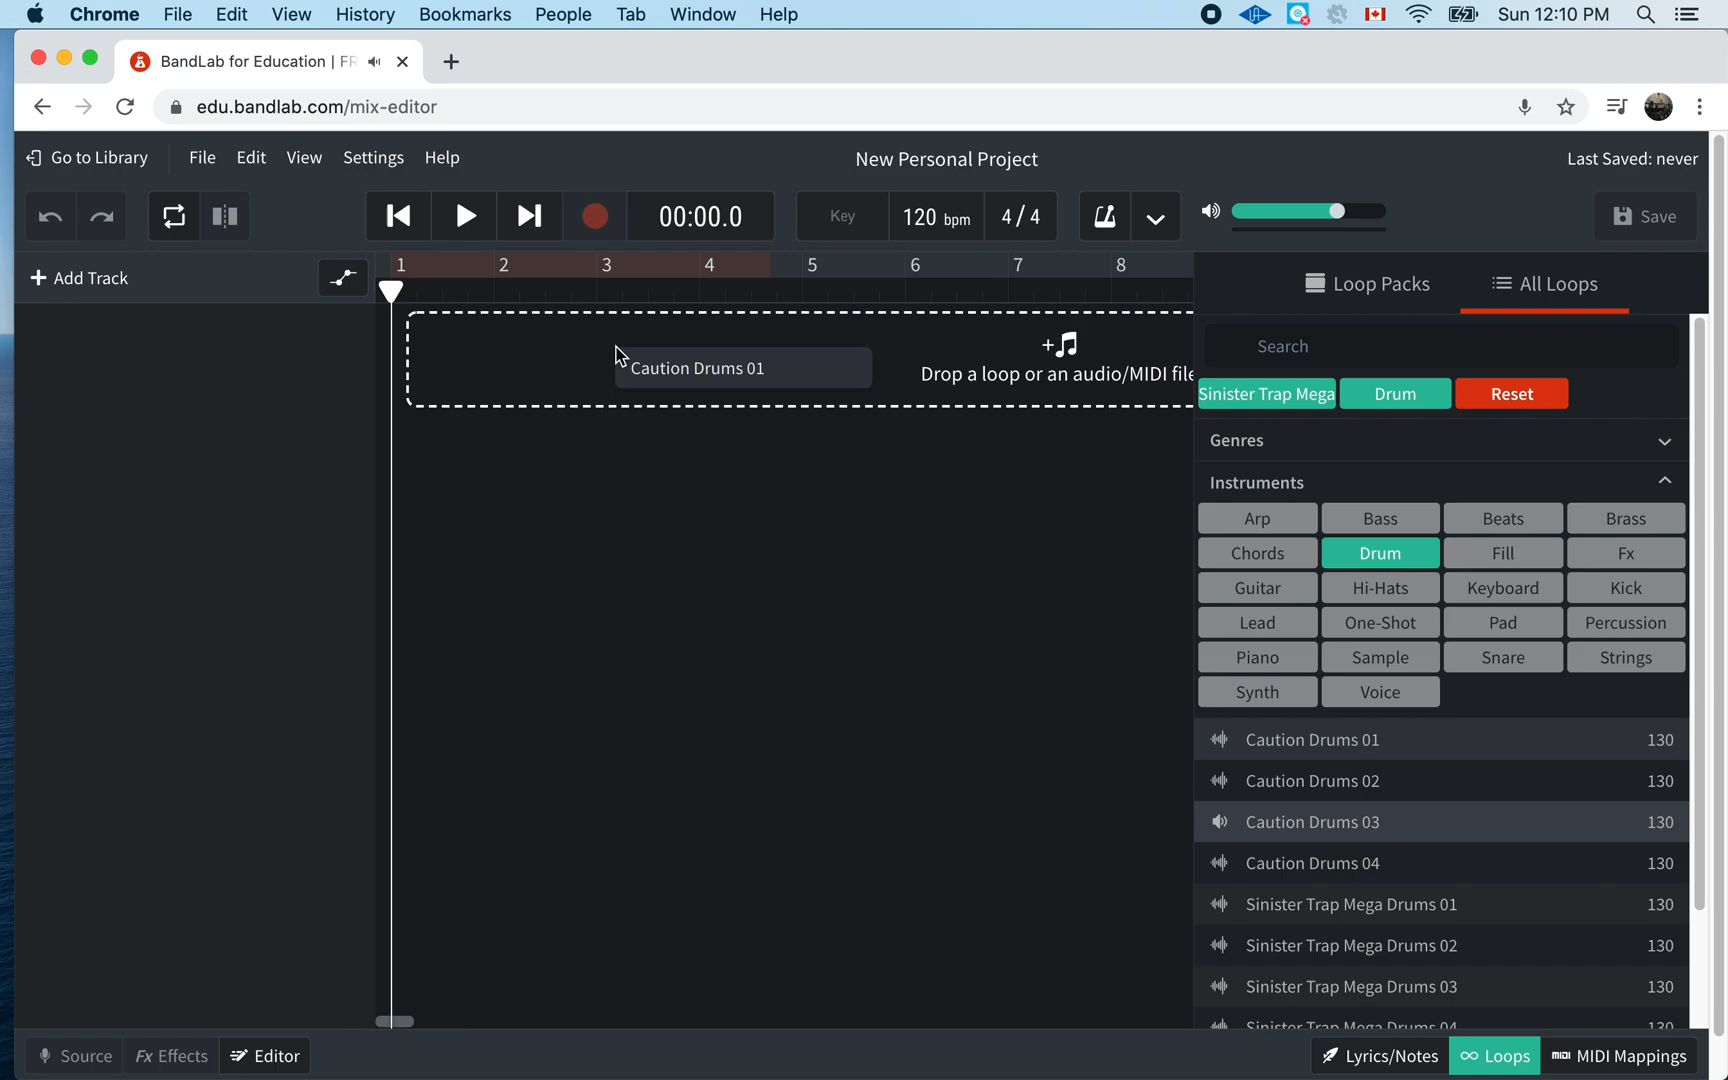 Chrome File Edit View History Bookmarks People Tab Window Help Sun 12:10 PM
BandLab for Education | FR
edu.bandlab.com/mix-editor
Go to Library File Edit View Settings Help New Personal Project Last Saved: never
00:00.0 Key 120 bpm 4/4 Save
+ Add Track 1 2 3 4 5 6 7 8
Loop Packs All Loops
Search
Caution Drums 01
Drop a loop or an audio/MIDI file
Sinister Trap Mega Drum Reset
Genres
Instruments
Arp Bass Beats Brass
Chords Drum Fill Fx
Guitar Hi-Hats Keyboard Kick
Lead One-Shot Pad Percussion
Piano Sample Snare Strings
Synth Voice
Caution Drums 01 130
Caution Drums 02 130
Caution Drums 03 130
Caution Drums 04 130
Sinister Trap Mega Drums 01 130
Sinister Trap Mega Drums 02 130
Sinister Trap Mega Drums 03 130
Sinister Trap Mega Drums 04 130
Source Fx Effects Editor Lyrics/Notes Loops MIDI MIDI Mappings